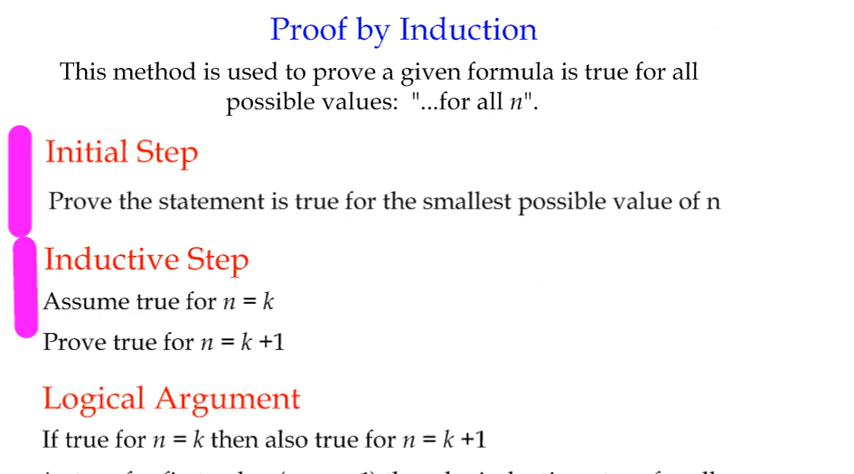 Proof by Induction
This method is used to prove a given formula is true for all
possible values: "...for all n".
Initial Step
Prove the statement is true for the smallest possible value of n
Inductive Step
Assume true for n = k
Prove true for n = k +1
Logical Argument
If true for n = k then also true for n = k +1